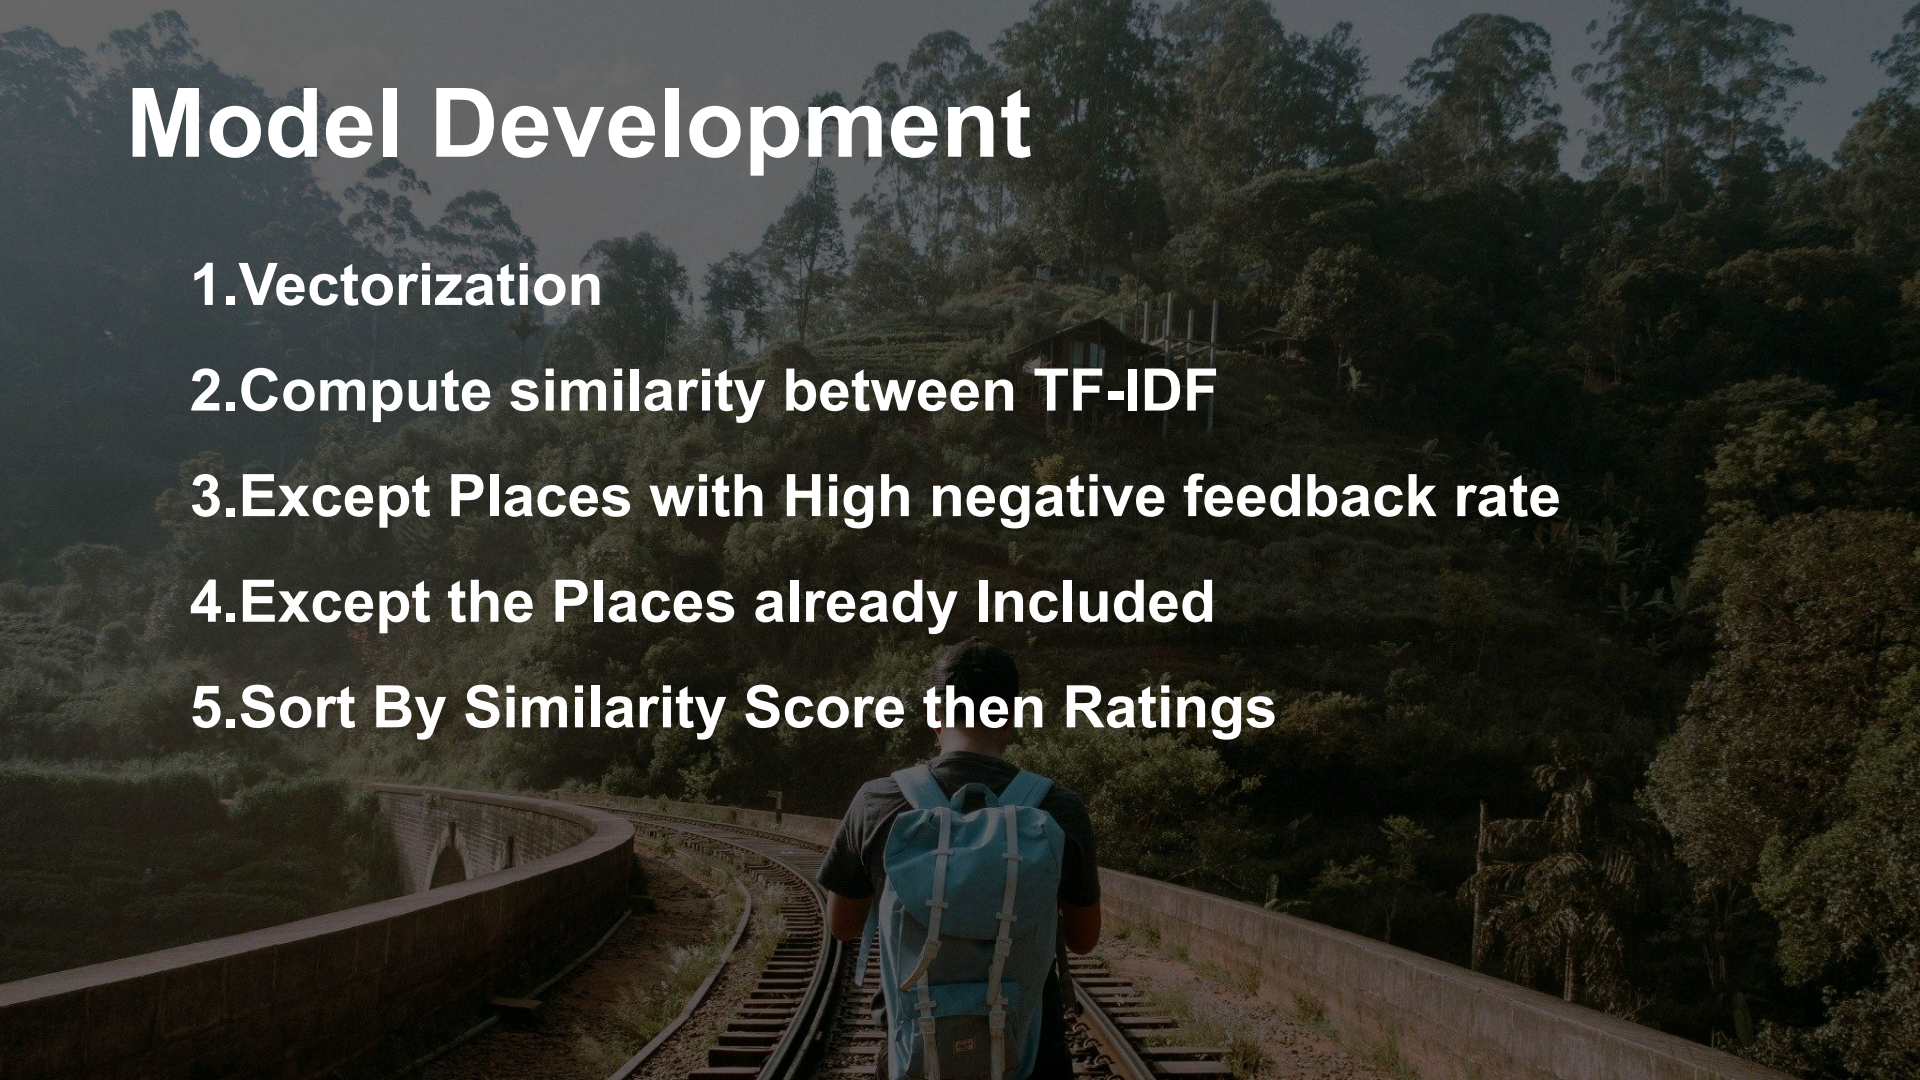 Model Development
1.Vectorization
2.Compute similarity between TF-IDF
3.Except Places with High negative feedback rate
4.Except the Places already Included
5.Sort By Similarity Score then Ratings